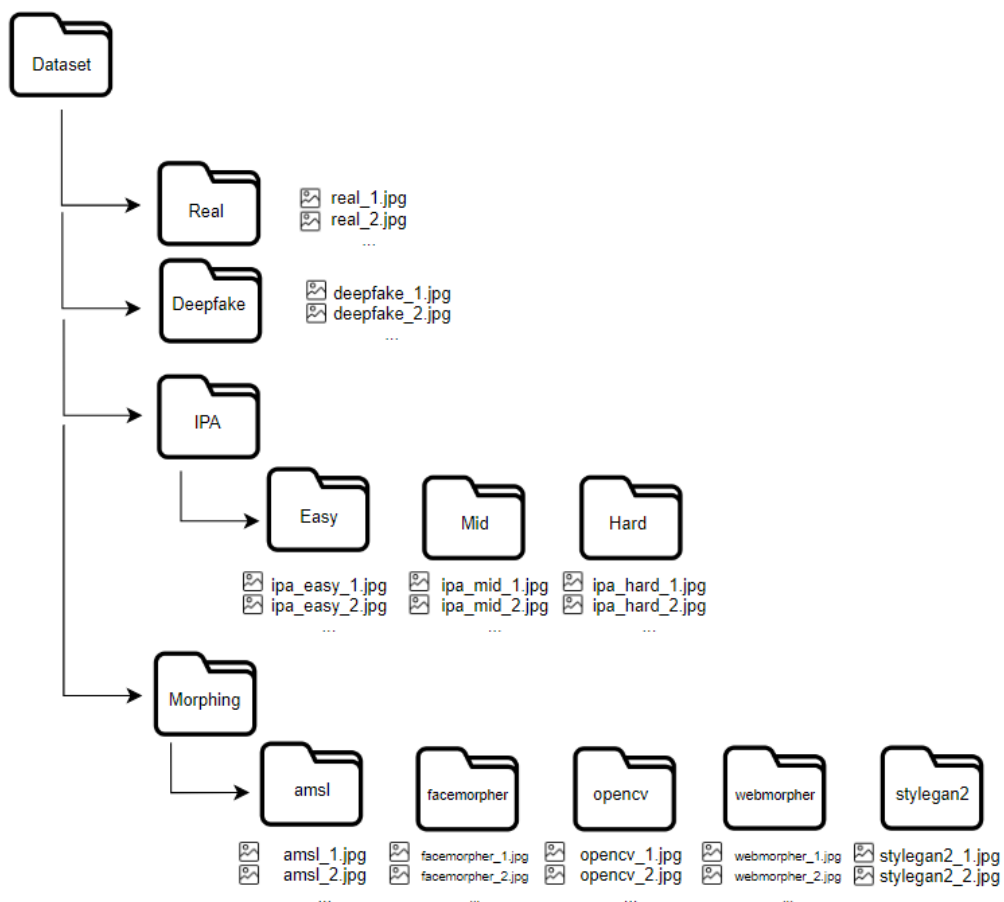 Dataset
Real
real_1.jpg
real_2.jpg
...
Deepfake
deepfake_1.jpg
deepfake_2.jpg
...
IPA
Easy
Mid
Hard
ipa_easy_1.jpg
ipa_easy_2.jpg
...
ipa_mid_1.jpg
ipa_mid_2.jpg
...
ipa_hard_1.jpg
ipa_hard_2.jpg
...
Morphing
amsl
facemorpher
opencv
webmorpher
stylegan2
amsl_1.jpg
amsl_2.jpg
...
facemorpher_1.jpg
facemorpher_2.jpg
...
opencv_1.jpg
opencv_2.jpg
...
webmorpher_1.jpg
webmorpher_2.jpg
...
stylegan2_1.jpg
stylegan2_2.jpg